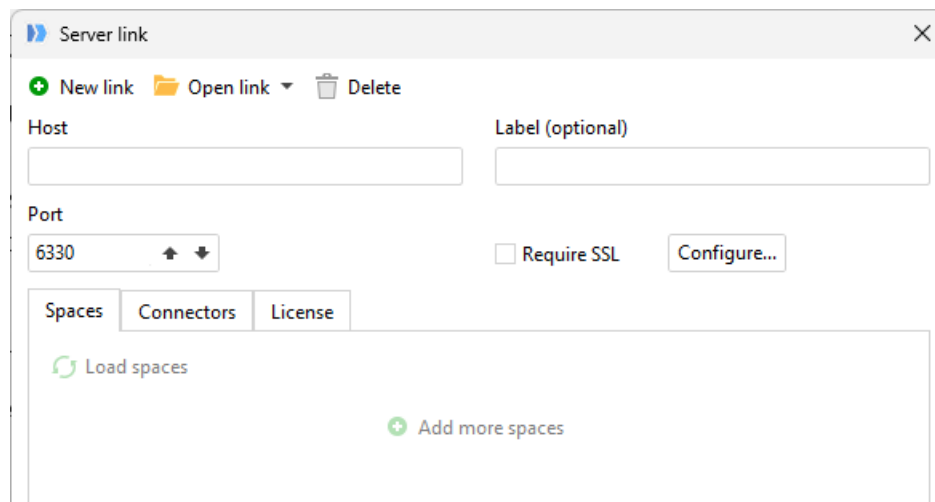 Server link
New link Open link Delete
Host Label (optional)
Port
6330 Require SSL Configure...
Spaces Connectors License
Load spaces
Add more spaces